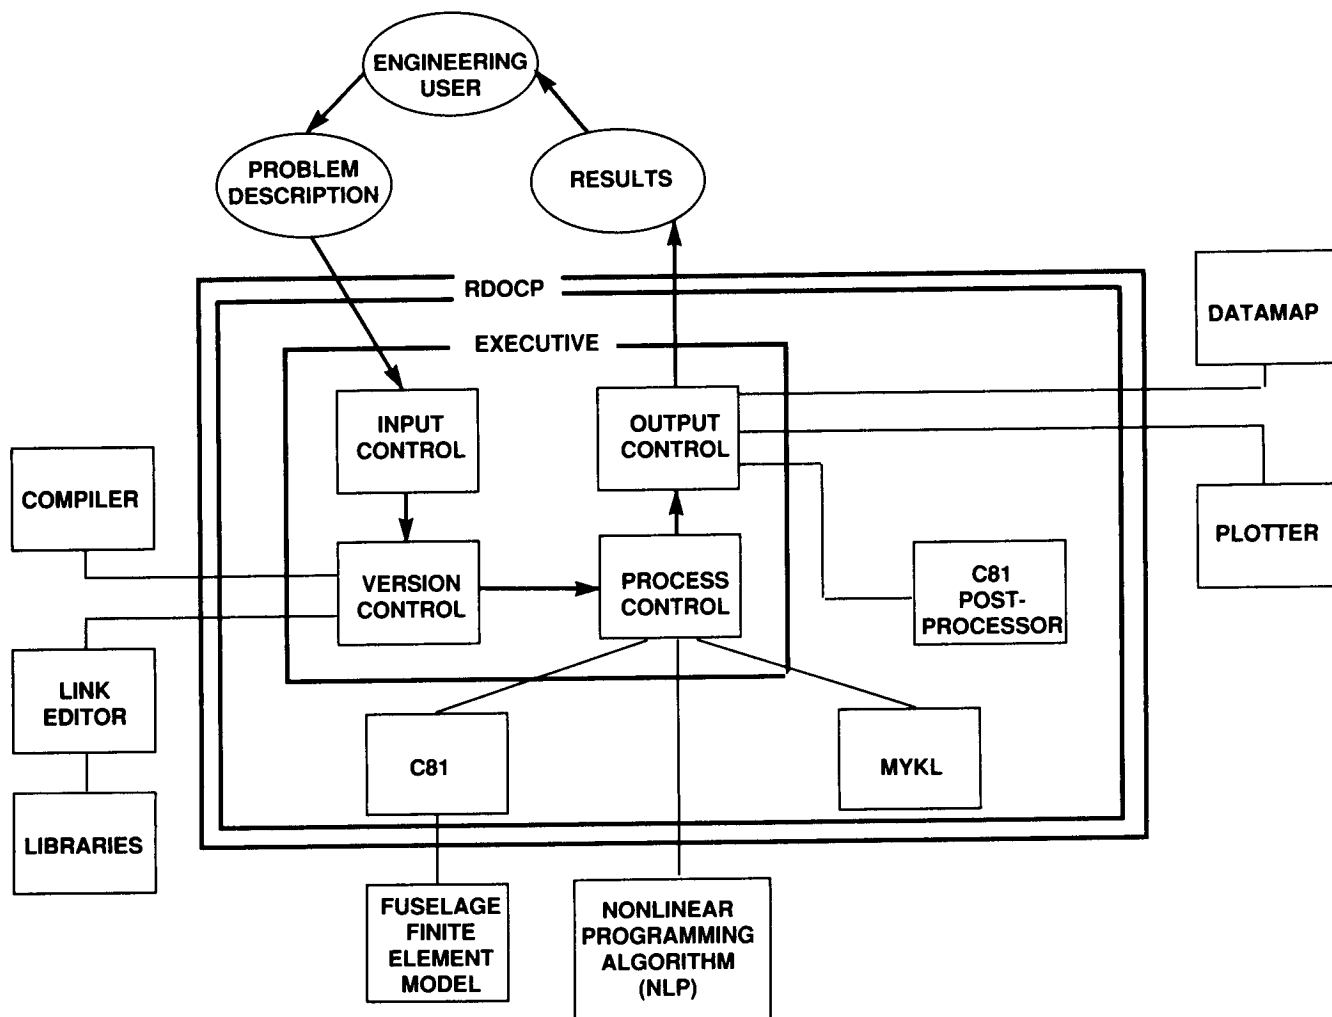 ENGINEERING
USER
PROBLEM
DESCRIPTION
RESULTS
RDOCP
DATAMAP
EXECUTIVE
INPUT
CONTROL
OUTPUT
CONTROL
COMPILER
PLOTTER
VERSION
CONTROL
PROCESS
CONTROL
C81
POST-
PROCESSOR
LINK
EDITOR
C81
MYKL
LIBRARIES
FUSELAGE
FINITE
ELEMENT
MODEL
NONLINEAR
PROGRAMMING
ALGORITHM
(NLP)